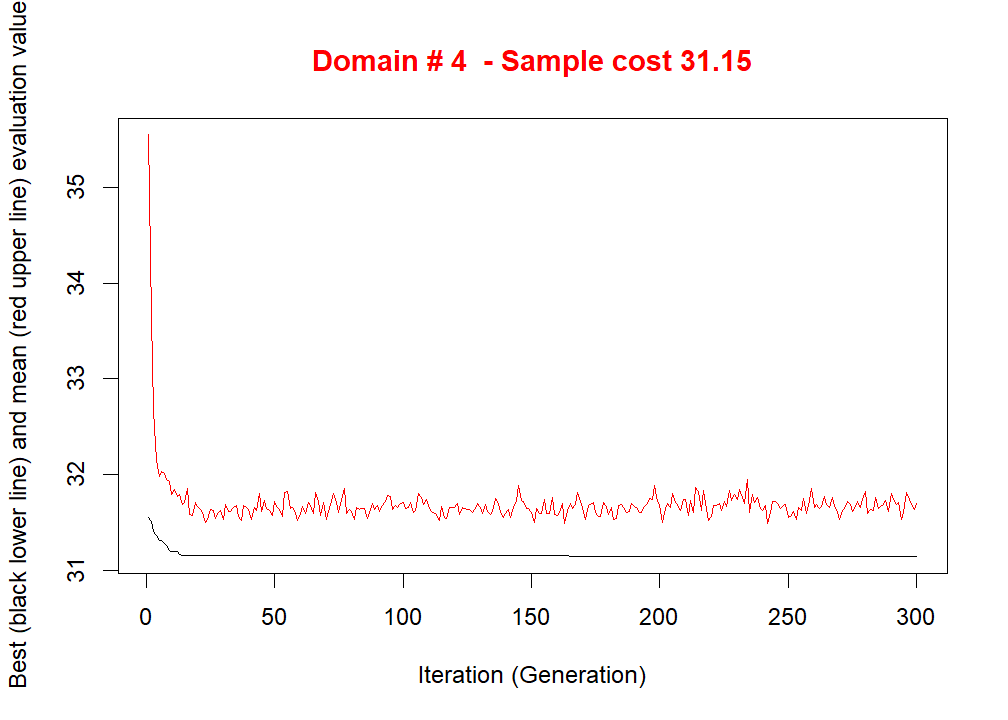 Domain # 4  - Sample cost 31.15
Best (black lower line) and mean (red upper line) evaluation value
35
34
33
32
31
0 50 100 150 200 250 300
Iteration (Generation)